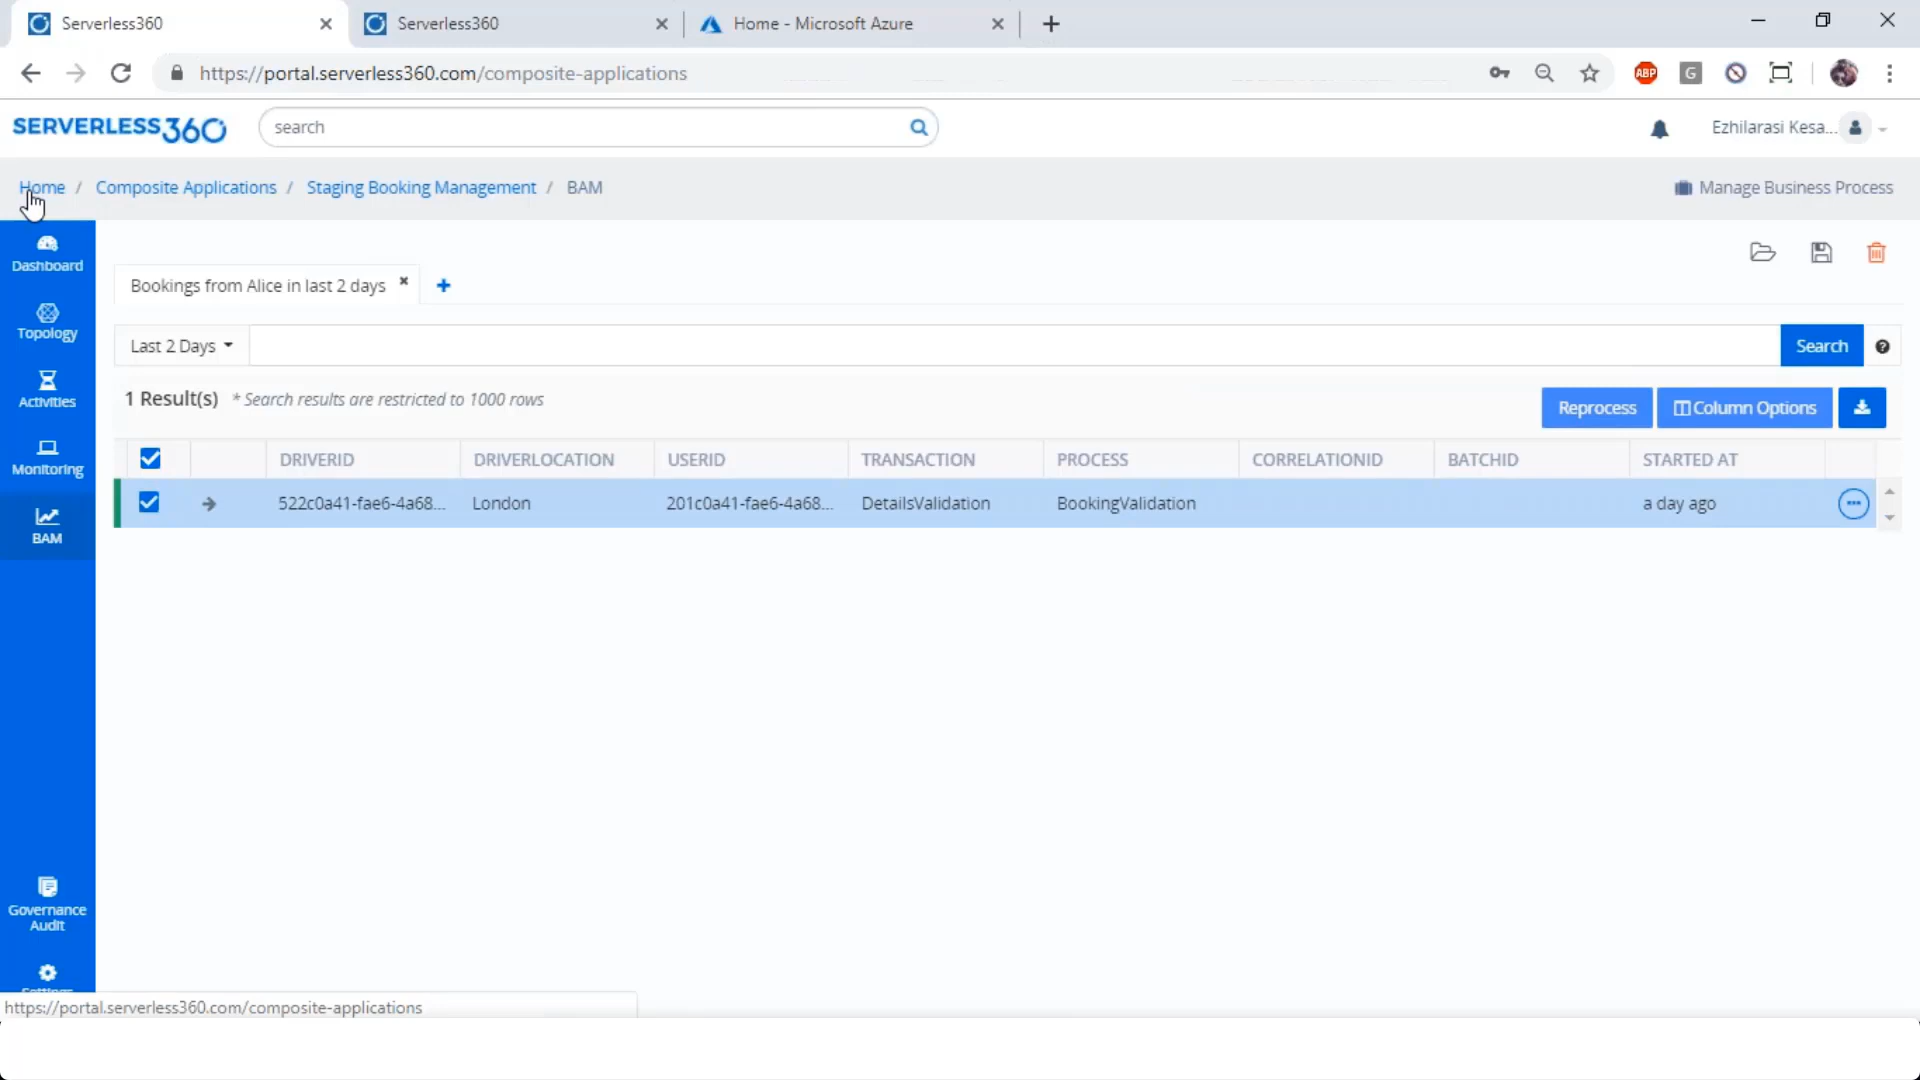 Serverless360
Serverless360
Home - Microsoft Azure
https://portal.serverless360.com/composite-applications
ABP
G
SERVERLESS360
search
Ezhilarasi Kesa...
Home / Composite Applications / Staging Booking Management / BAM
Manage Business Process
Dashboard
Topology
Activities
Monitoring
BAM
Governance
Audit
Bookings from Alice in last 2 days
Last 2 Days
Search
1 Result(s) * Search results are restricted to 1000 rows
Reprocess
Column Options
DRIVERID DRIVERLOCATION USERID TRANSACTION PROCESS CORRELATIONID BATCHID STARTED AT
522c0a41-fae6-4a68... London 201c0a41-fae6-4a68... DetailsValidation BookingValidation a day ago
Settings
https://portal.serverless360.com/composite-applications